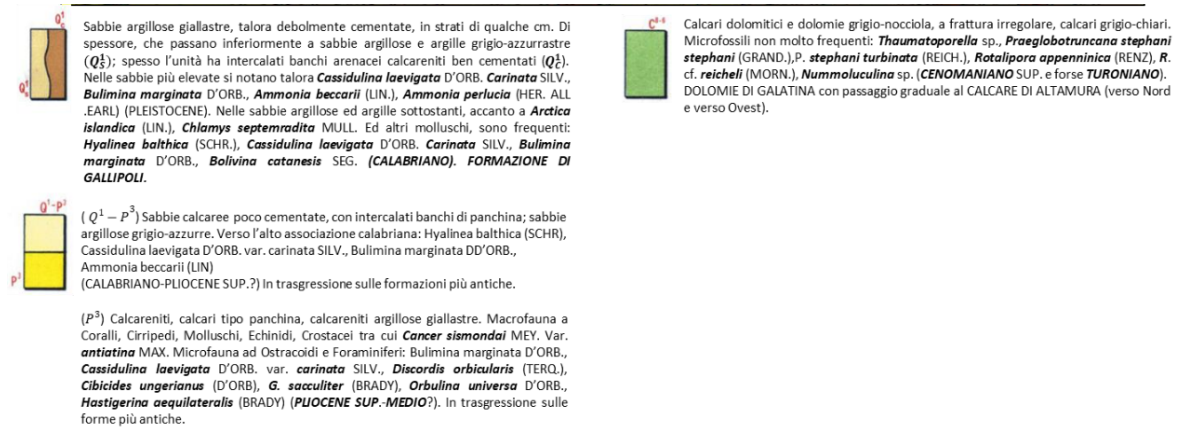 Q¹c
Q¹s
Sabbie argillose giallastre, talora debolmente cementate, in strati di qualche cm. Di
spessore, che passano inferiormente a sabbie argillose e argille grigio-azzurrastre
(Q¹s); spesso l'unità ha intercalati banchi arenacei calcareniti ben cementati (Q¹c).
Nelle sabbie più elevate si notano talora Cassidulina laevigata D'ORB. Carinata SILV.,
Bulimina marginata D'ORB., Ammonia beccarii (LIN.), Ammonia perlucia (HER. ALL
.EARL) (PLEISTOCENE). Nelle sabbie argillose ed argille sottostanti, accanto a Arctica
islandica (LIN.), Chlamys septemradita MULL. Ed altri molluschi, sono frequenti:
Hyalinea balthica (SCHR.), Cassidulina laevigata D'ORB. Carinata SILV., Bulimina
marginata D'ORB., Bolivina catanesis SEG. (CALABRIANO). FORMAZIONE DI
GALLIPOLI.
Q¹-P³
P³
( Q¹ − P³) Sabbie calcaree poco cementate, con intercalati banchi di panchina; sabbie
argillose grigio-azzurre. Verso l'alto associazione calabriana: Hyalinea balthica (SCHR),
Cassidulina laevigata D'ORB. var. carinata SILV., Bulimina marginata DD'ORB.,
Ammonia beccarii (LIN)
(CALABRIANO-PLIOCENE SUP.?) In trasgressione sulle formazioni più antiche.
(P³) Calcareniti, calcari tipo panchina, calcareniti argillose giallastre. Macrofauna a
Coralli, Cirripedi, Molluschi, Echinidi, Crostacei tra cui Cancer sismondai MEY. Var.
antiatina MAX. Microfauna ad Ostracoidi e Foraminiferi: Bulimina marginata D'ORB.,
Cassidulina laevigata D'ORB. var. carinata SILV., Discordis orbicularis (TERQ.),
Cibicides ungerianus (D'ORB), G. sacculiter (BRADY), Orbulina universa D'ORB.,
Hastigerina aequilateralis (BRADY) (PLIOCENE SUP.-MEDIO?). In trasgressione sulle
forme più antiche.
C⁸⁻⁶
Calcari dolomitici e dolomie grigio-nocciola, a frattura irregolare, calcari grigio-chiari.
Microfossili non molto frequenti: Thaumatoporella sp., Praeglobotruncana stephani
stephani (GRAND.),P. stephani turbinata (REICH.), Rotalipora appenninica (RENZ), R.
cf. reicheli (MORN.), Nummoluculina sp. (CENOMANIANO SUP. e forse TURONIANO).
DOLOMIE DI GALATINA con passaggio graduale al CALCARE DI ALTAMURA (verso Nord
e verso Ovest).